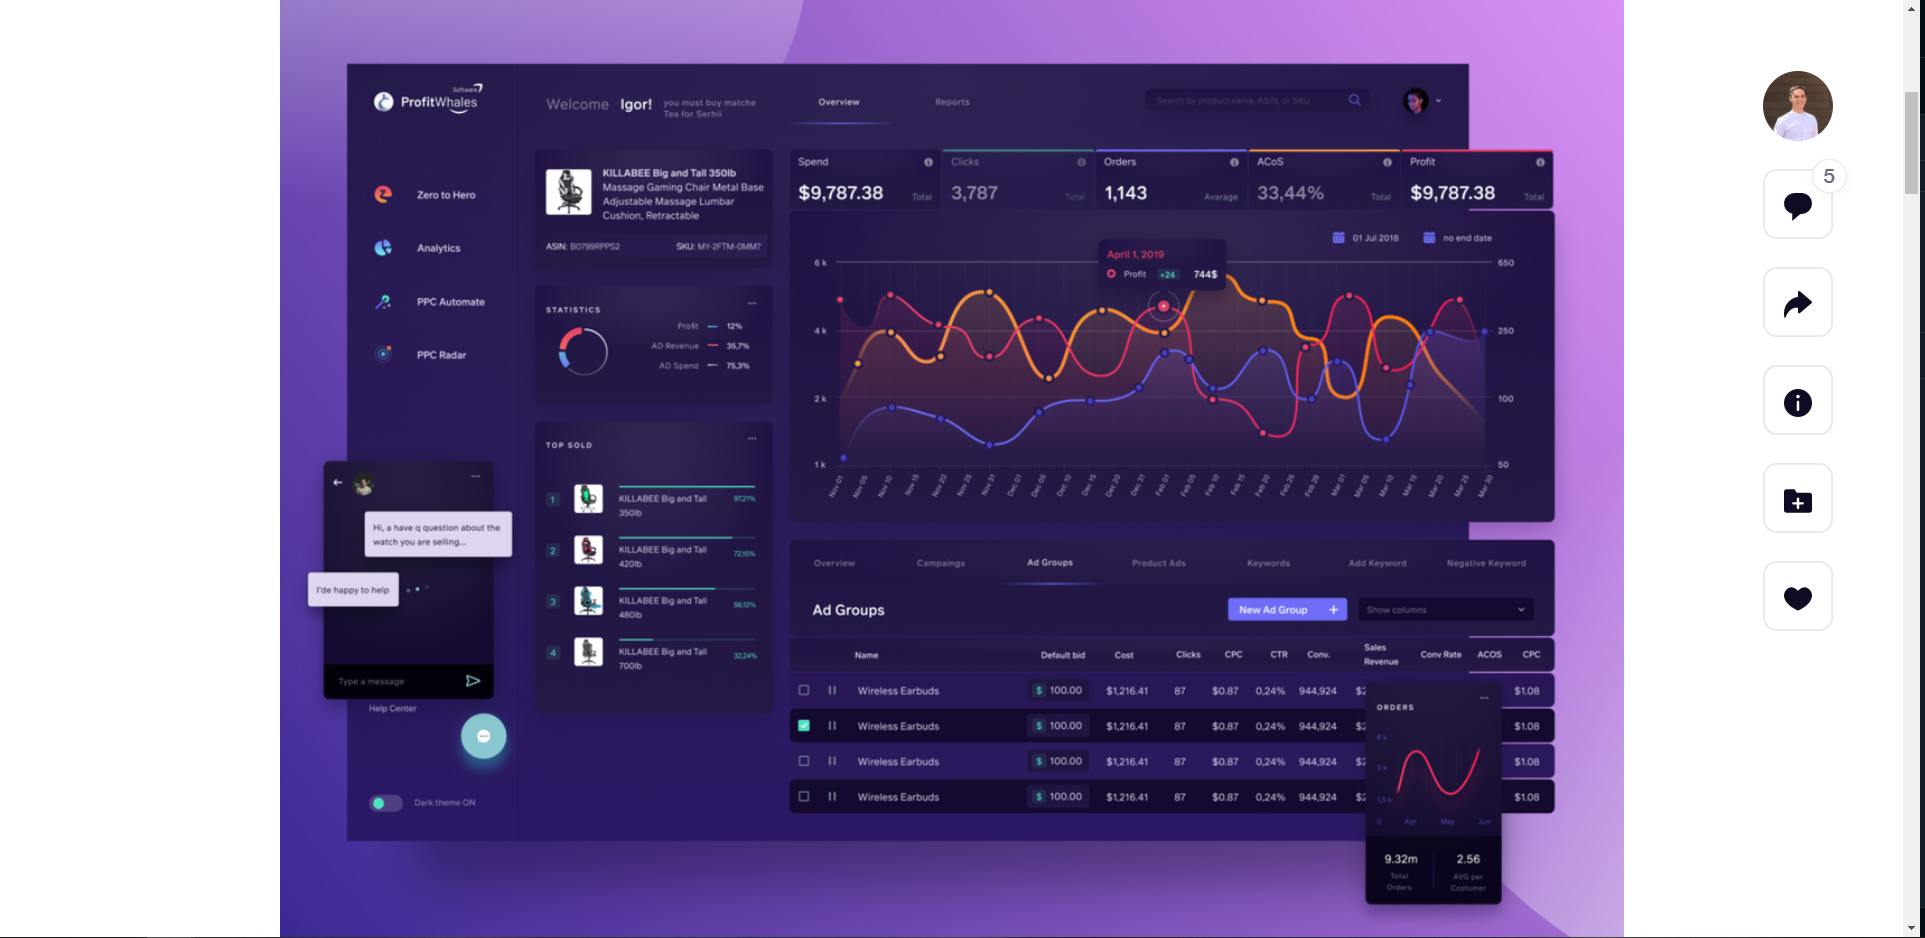 Software
ProfitWhales
Welcome Igor!
you must buy matche
Tea for Serhii
Overview
Reports
Search by product name, ASIN, or SKU
5
Zero to Hero
Analytics
PPC Automate
PPC Radar
KILLABEE Big and Tall 350lb
Massage Gaming Chair Metal Base
Adjustable Massage Lumbar
Cushion, Retractable
ASIN: B0799RPPS2
SKU: MY-2FTM-0MM7
Spend
$9,787.38
Total
Clicks
3,787
Total
Orders
1,143
Avarage
ACoS
33,44%
Total
Profit
$9,787.38
Total
STATISTICS
Profit 12%
AD Revenue 35,7%
AD Spend 75,3%
01 Jul 2018
no end date
April 1, 2019
Profit +24 744$
6 k
4 k
2 k
1 k
650
250
100
50
Nov 01
Nov 05
Nov 10
Nov 15
Nov 20
Nov 25
Nov 31
Dec 01
Dec 05
Dec 10
Dec 15
Dec 20
Dec 31
Feb 01
Feb 05
Feb 10
Feb 15
Feb 20
Feb 25
Feb 28
Mar 01
Mar 05
Mar 10
Mar 15
Mar 20
Mar 25
Mar 30
TOP SOLD
1
KILLABEE Big and Tall
350lb
97,21%
2
KILLABEE Big and Tall
420lb
72,15%
3
KILLABEE Big and Tall
480lb
56,12%
4
KILLABEE Big and Tall
700lb
32,24%
Hi, a have q question about the
watch you are selling...
I'de happy to help
Type a message
Help Center
Dark theme ON
Overview
Campaings
Ad Groups
Product Ads
Keywords
Add Keyword
Negative Keyword
Ad Groups
New Ad Group +
Show columns
Name Default bid Cost Clicks CPC CTR Conv. Sales Revenue Conv Rate ACOS CPC
Wireless Earbuds $ 100.00 $1,216.41 87 $0.87 0,24% 944,924 $2 $1.08
Wireless Earbuds $ 100.00 $1,216.41 87 $0.87 0,24% 944,924 $2 $1.08
Wireless Earbuds $ 100.00 $1,216.41 87 $0.87 0,24% 944,924 $2 $1.08
Wireless Earbuds $ 100.00 $1,216.41 87 $0.87 0,24% 944,924 $2 $1.08
ORDERS
6 k
3 k
1,5 k
0 Apr May Jun
9.32m
Total
Orders
2.56
AVG per
Costumer